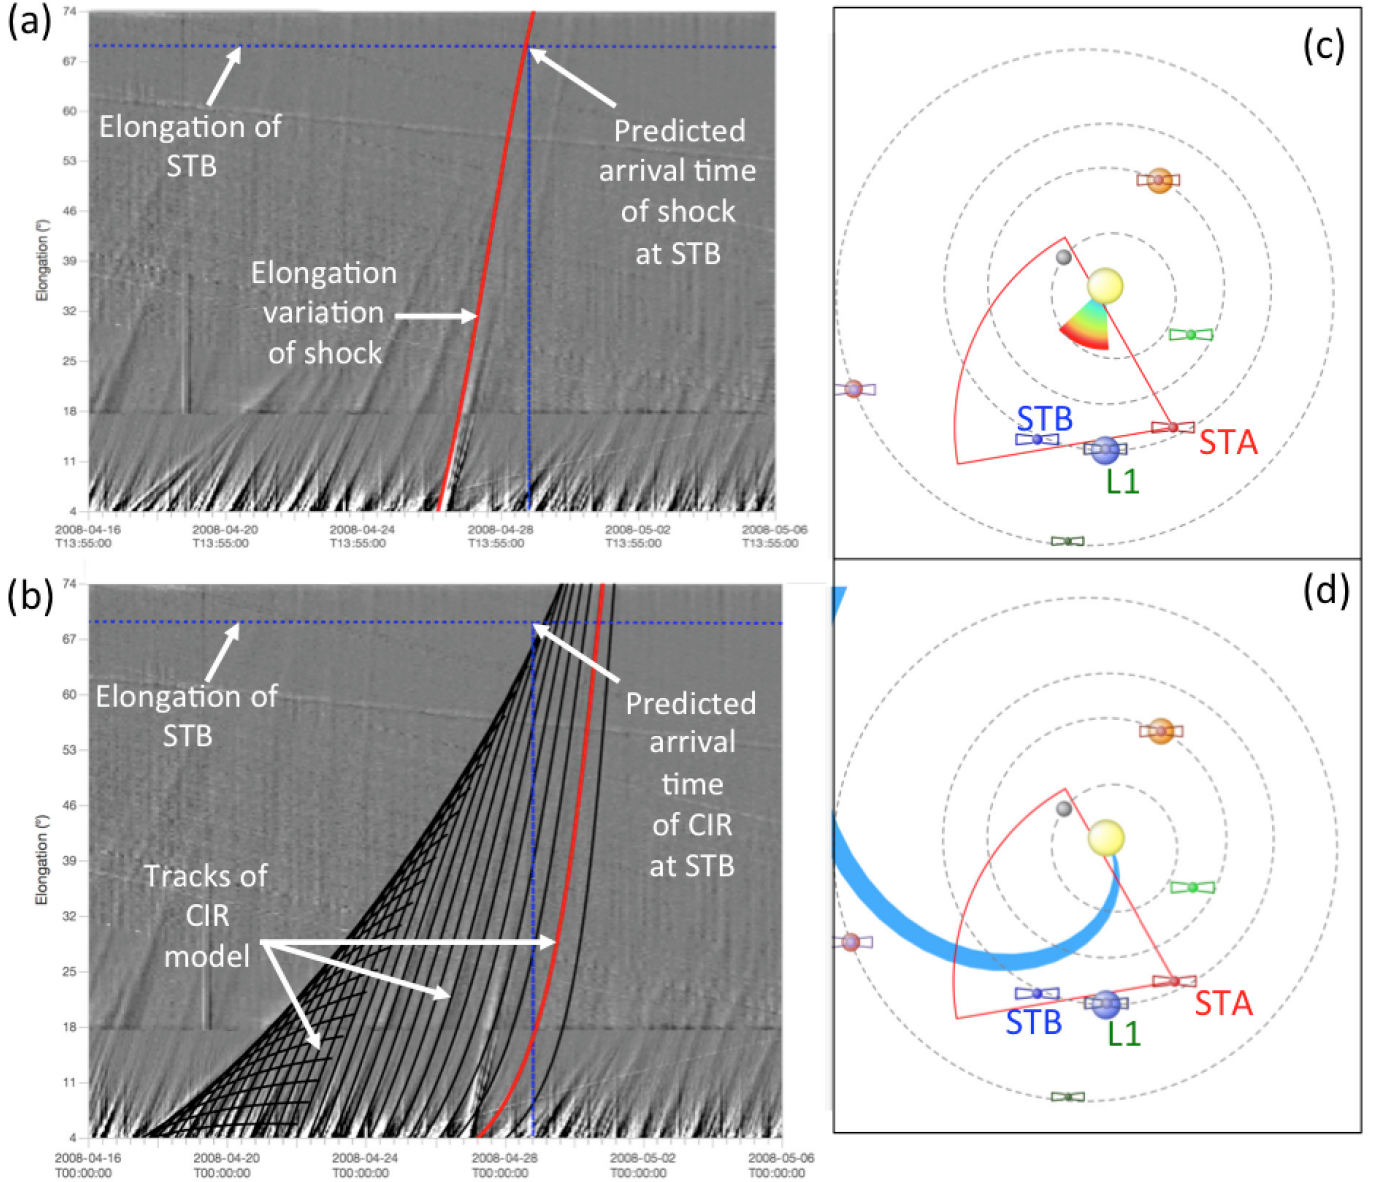 (a)
74
67
60
53
46
39
32
25
18
11
4
Elongation (°)
Elongation of
STB
Predicted
arrival time
of shock
at STB
Elongation
variation
of shock
2008-04-16
T13:55:00
2008-04-20
T13:55:00
2008-04-24
T13:55:00
2008-04-28
T13:55:00
2008-05-02
T13:55:00
2008-05-06
T13:55:00
(c)
STB
STA
L1
(b)
74
67
60
53
46
39
32
25
18
11
4
Elongation (°)
Elongation of
STB
Predicted
arrival
time
of CIR
at STB
Tracks of
CIR
model
2008-04-16
T00:00:00
2008-04-20
T00:00:00
2008-04-24
T00:00:00
2008-04-28
T00:00:00
2008-05-02
T00:00:00
2008-05-06
T00:00:00
(d)
STB
STA
L1